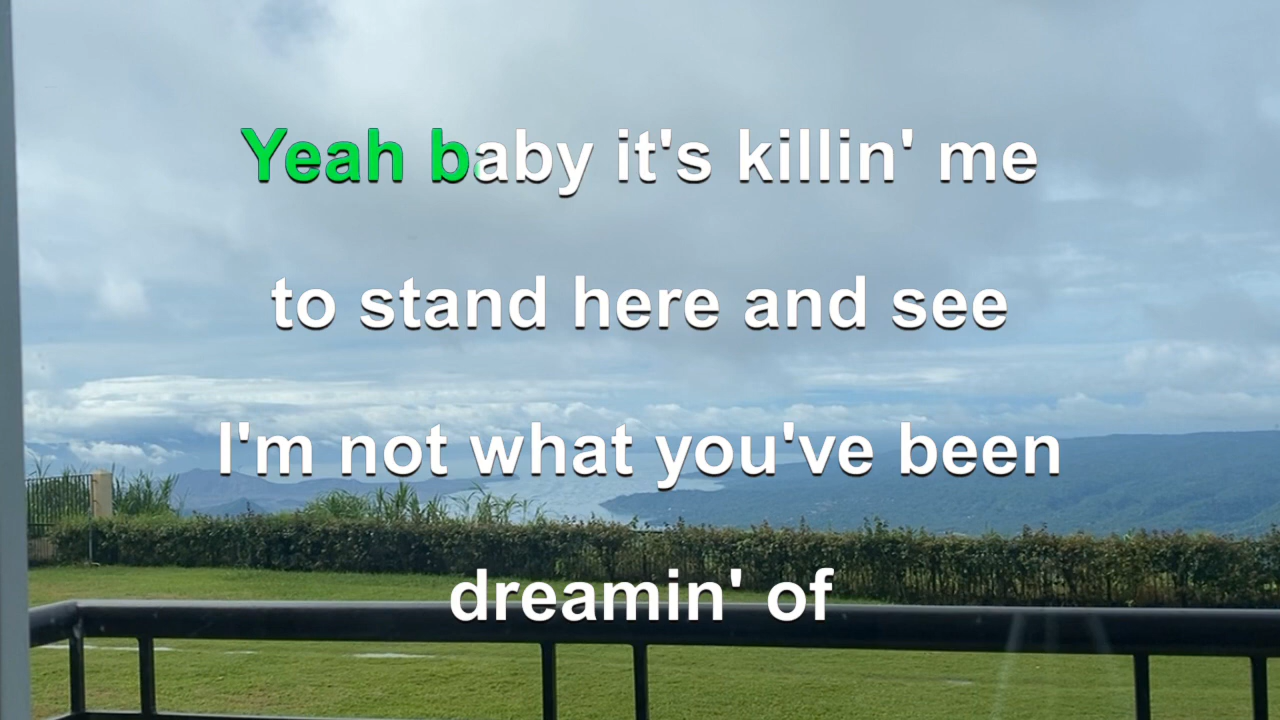 Yeah baby it's killin' me
to stand here and see
I'm not what you've been
dreamin' of